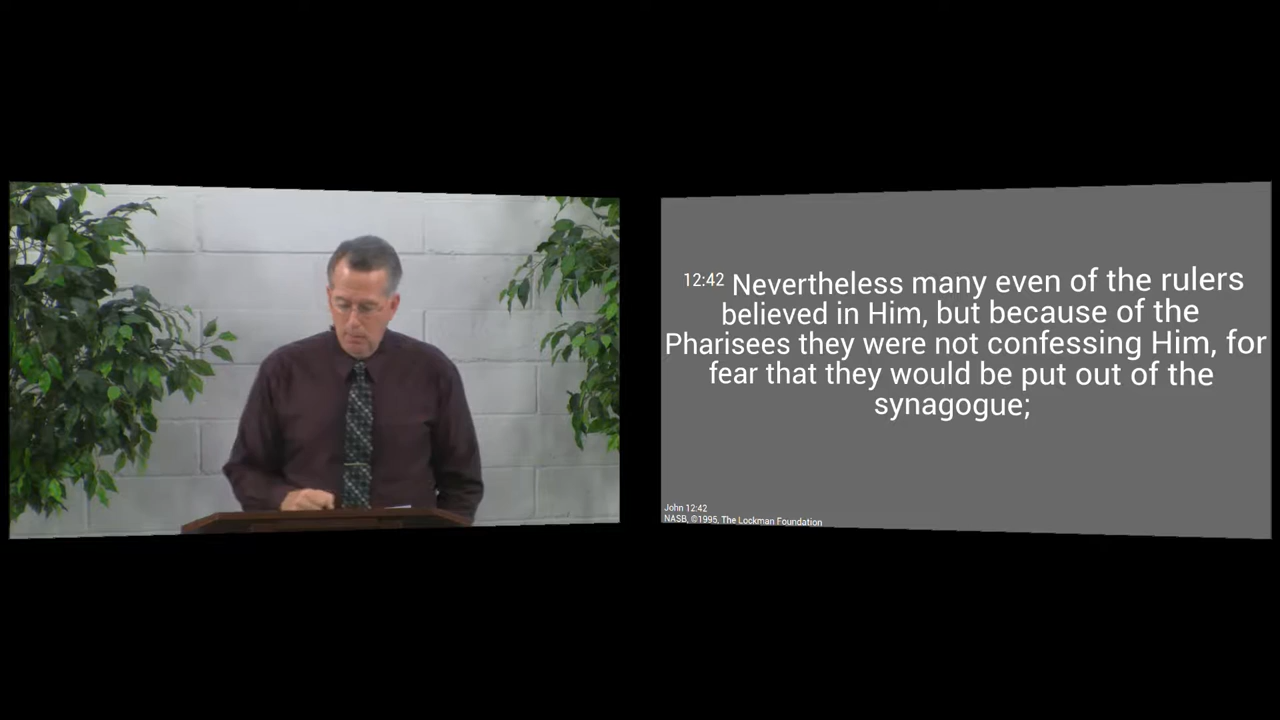 12:42 Nevertheless many even of the rulers
believed in Him, but because of the
Pharisees they were not confessing Him, for
fear that they would be put out of the
synagogue;
John 12:42
NASB, ©1995, The Lockman Foundation